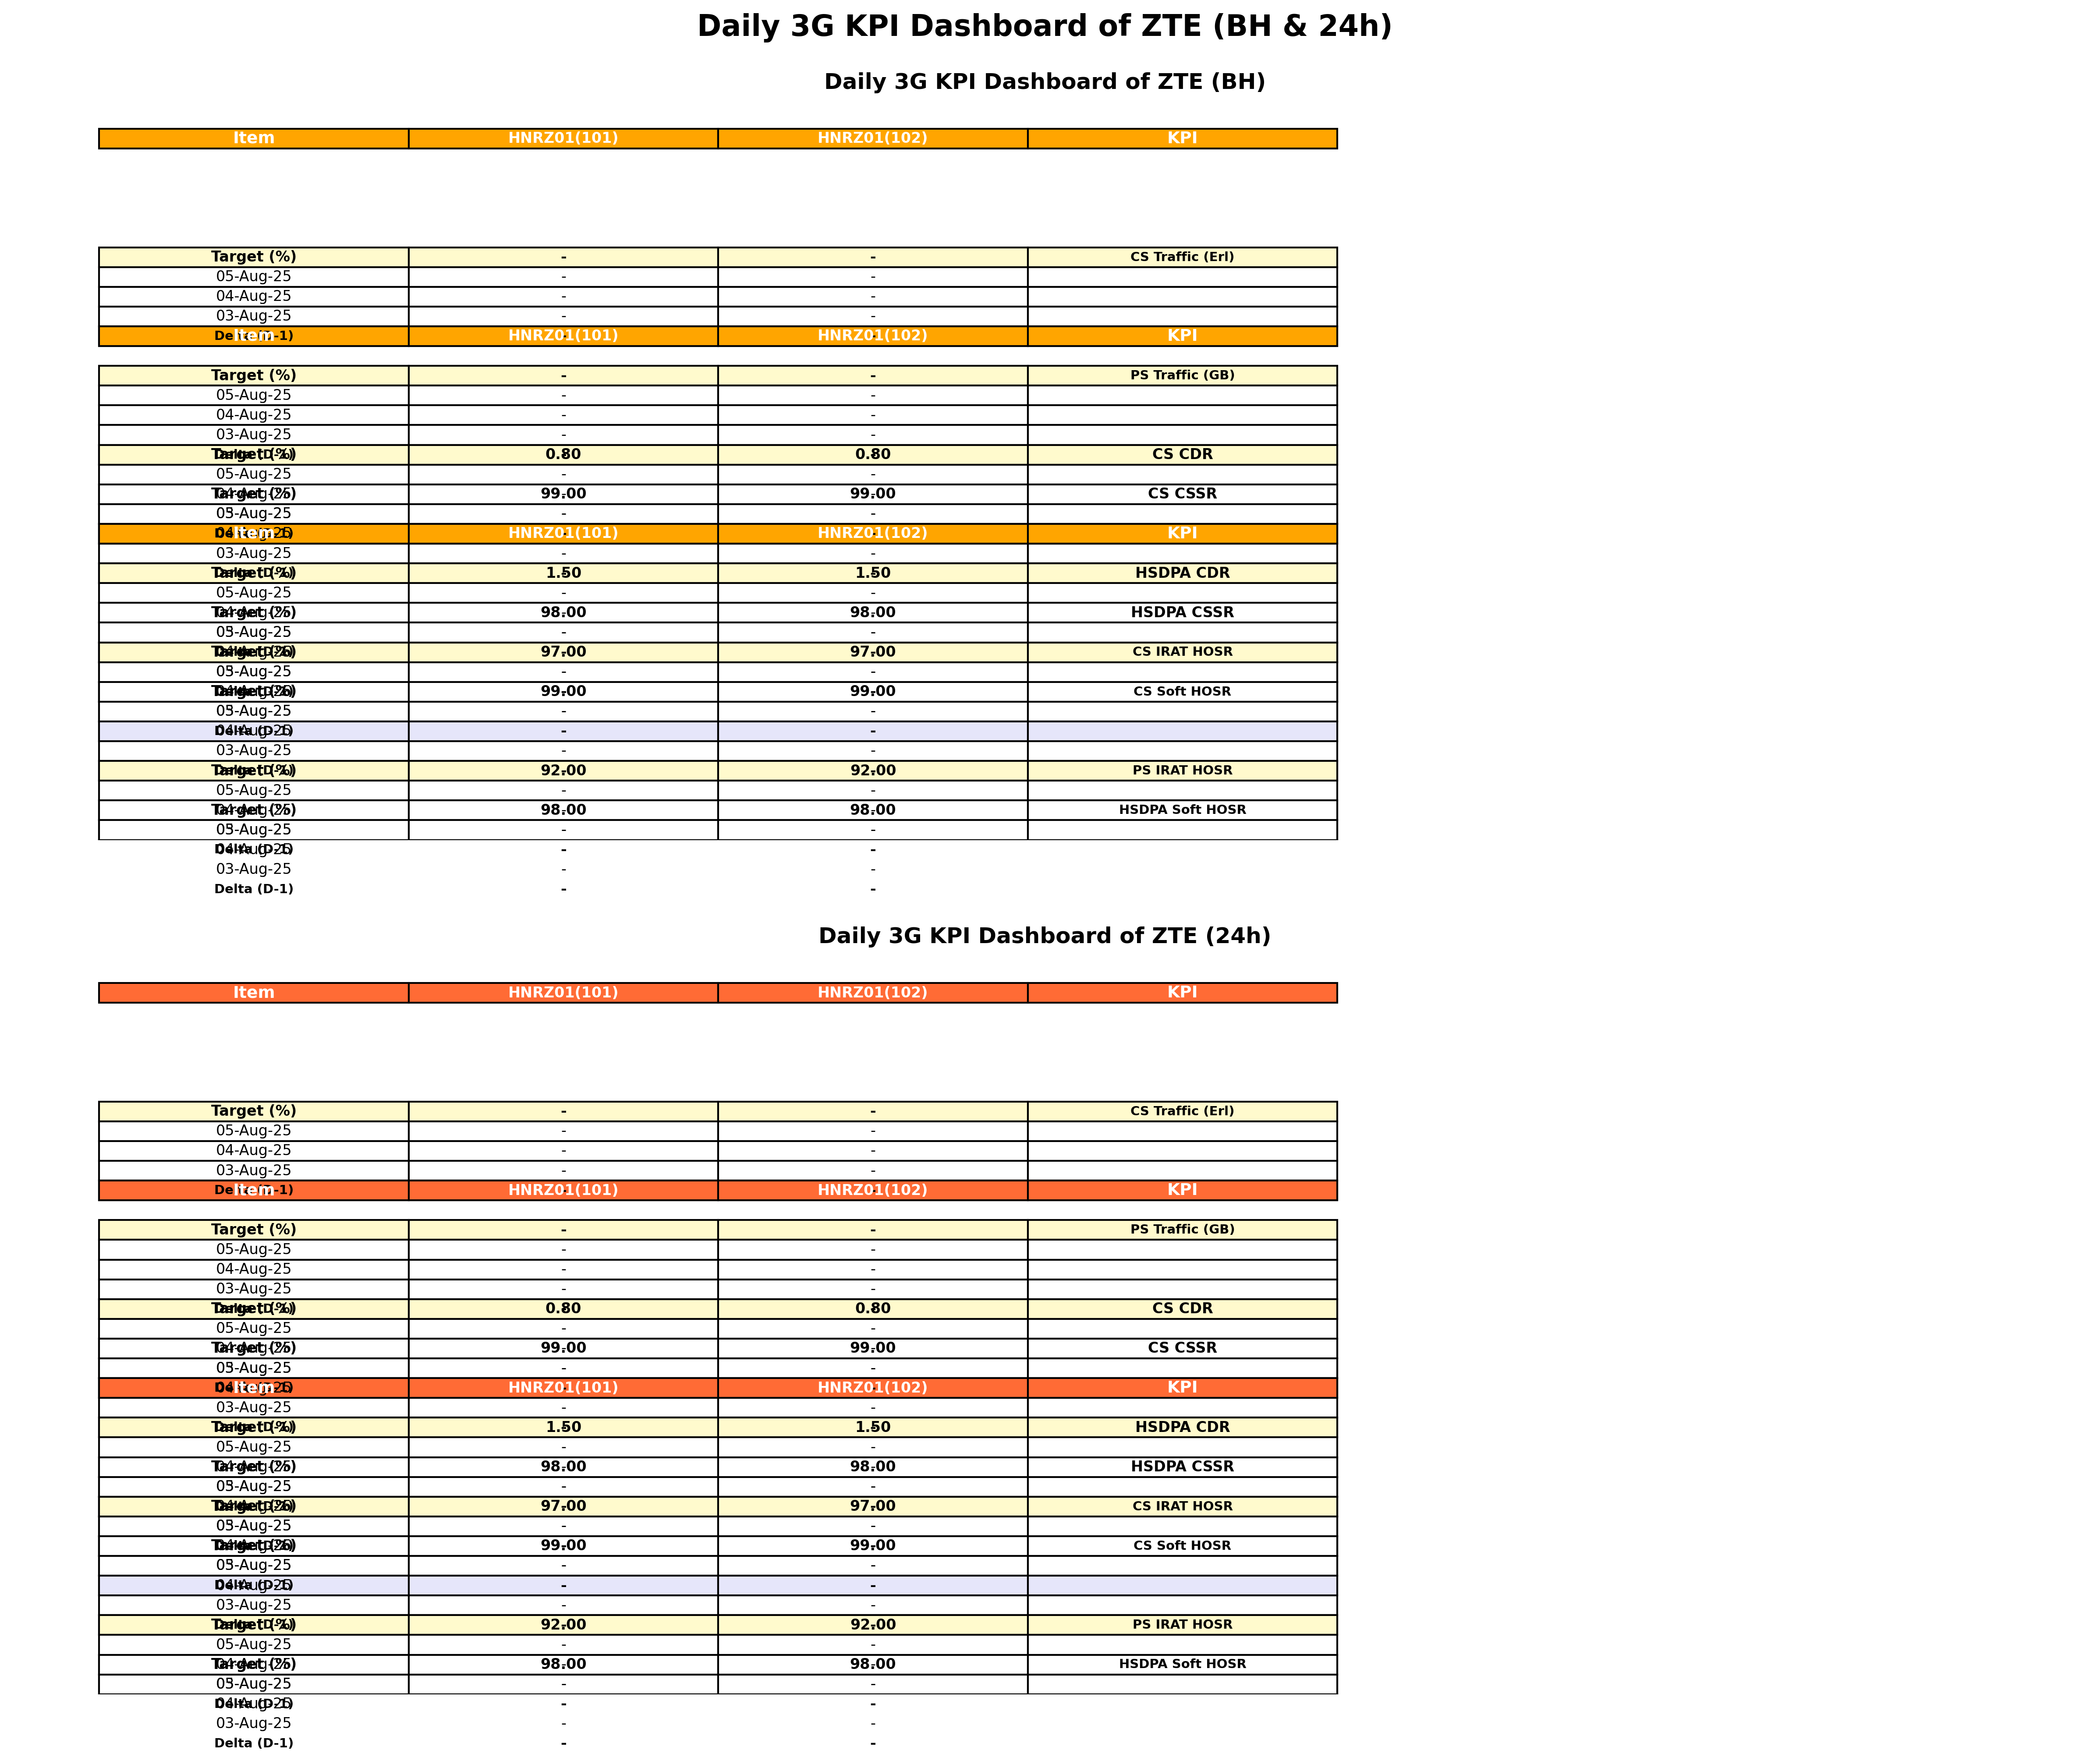 Daily 3G KPI Dashboard of ZTE (BH & 24h)
Daily 3G KPI Dashboard of ZTE (BH)
Item HNRZ01(101) HNRZ01(102) KPI
Target (%) - - CS Traffic (Erl)
05-Aug-25 - -
04-Aug-25 - -
03-Aug-25 - -
Item HNRZ01(101) HNRZ01(102) KPI
Target (%) - - PS Traffic (GB)
05-Aug-25 - -
04-Aug-25 - -
03-Aug-25 - -
Target (%) 0.80 0.80 CS CDR
05-Aug-25 - -
Target (%) 99.00 99.00 CS CSSR
05-Aug-25 - -
Item HNRZ01(101) HNRZ01(102) KPI
03-Aug-25 - -
Target (%) 1.50 1.50 HSDPA CDR
05-Aug-25 - -
Target (%) 98.00 98.00 HSDPA CSSR
05-Aug-25 - -
Target (%) 97.00 97.00 CS IRAT HOSR
05-Aug-25 - -
Target (%) 99.00 99.00 CS Soft HOSR
05-Aug-25 - -
Delta (D-1) - -
03-Aug-25 - -
Target (%) 92.00 92.00 PS IRAT HOSR
05-Aug-25 - -
Target (%) 98.00 98.00 HSDPA Soft HOSR
05-Aug-25 - -
Delta (D-1) - -
03-Aug-25 - -
Delta (D-1) - -
Daily 3G KPI Dashboard of ZTE (24h)
Item HNRZ01(101) HNRZ01(102) KPI
Target (%) - - CS Traffic (Erl)
05-Aug-25 - -
04-Aug-25 - -
03-Aug-25 - -
Item HNRZ01(101) HNRZ01(102) KPI
Target (%) - - PS Traffic (GB)
05-Aug-25 - -
04-Aug-25 - -
03-Aug-25 - -
Target (%) 0.80 0.80 CS CDR
05-Aug-25 - -
Target (%) 99.00 99.00 CS CSSR
05-Aug-25 - -
Item HNRZ01(101) HNRZ01(102) KPI
03-Aug-25 - -
Target (%) 1.50 1.50 HSDPA CDR
05-Aug-25 - -
Target (%) 98.00 98.00 HSDPA CSSR
05-Aug-25 - -
Target (%) 97.00 97.00 CS IRAT HOSR
05-Aug-25 - -
Target (%) 99.00 99.00 CS Soft HOSR
05-Aug-25 - -
Delta (D-1) - -
03-Aug-25 - -
Target (%) 92.00 92.00 PS IRAT HOSR
05-Aug-25 - -
Target (%) 98.00 98.00 HSDPA Soft HOSR
05-Aug-25 - -
Delta (D-1) - -
03-Aug-25 - -
Delta (D-1) - -